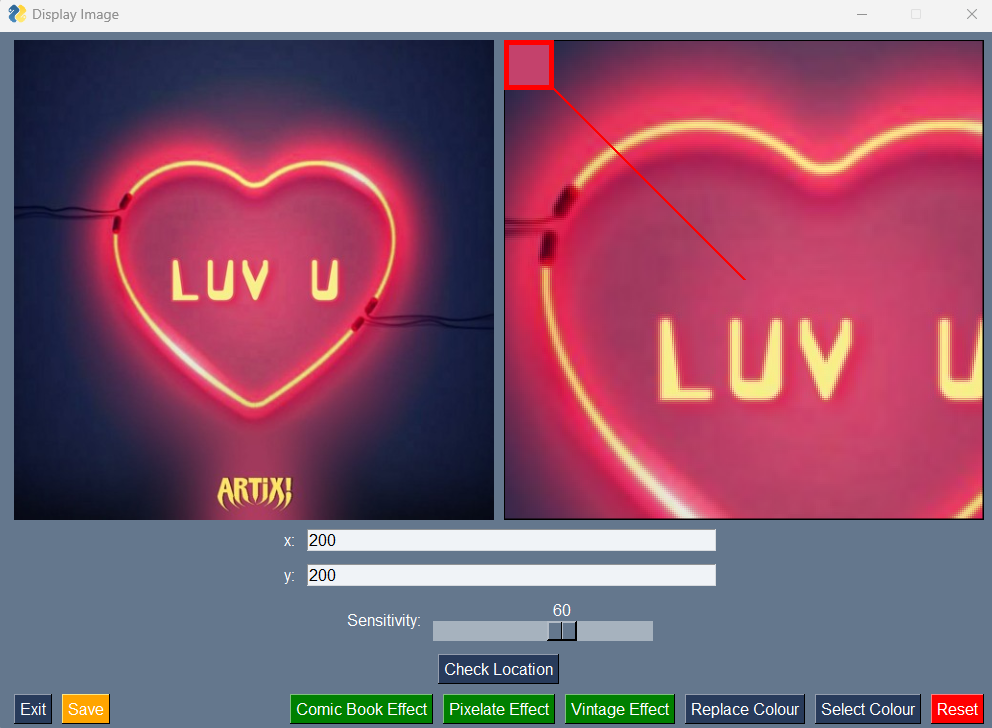 Display Image
LUV U
ARTiX!
LUV U
x: 200
y: 200
60
Sensitivity:
Check Location
Exit Save Comic Book Effect Pixelate Effect Vintage Effect Replace Colour Select Colour Reset